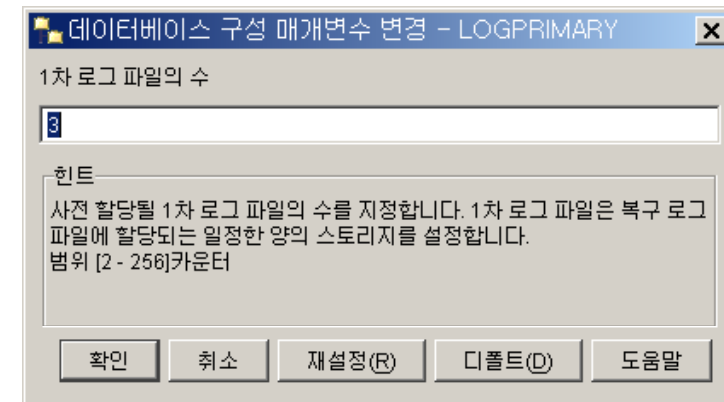 데이터베이스 구성 매개변수 변경 - LOGPRIMARY
1차 로그 파일의 수
3
힌트
사전 할당될 1차 로그 파일의 수를 지정합니다. 1차 로그 파일은 복구 로그
파일에 할당되는 일정한 양의 스토리지를 설정합니다.
범위 [2 - 256]카운터
확인 취소 재설정(R) 디폴트(D) 도움말